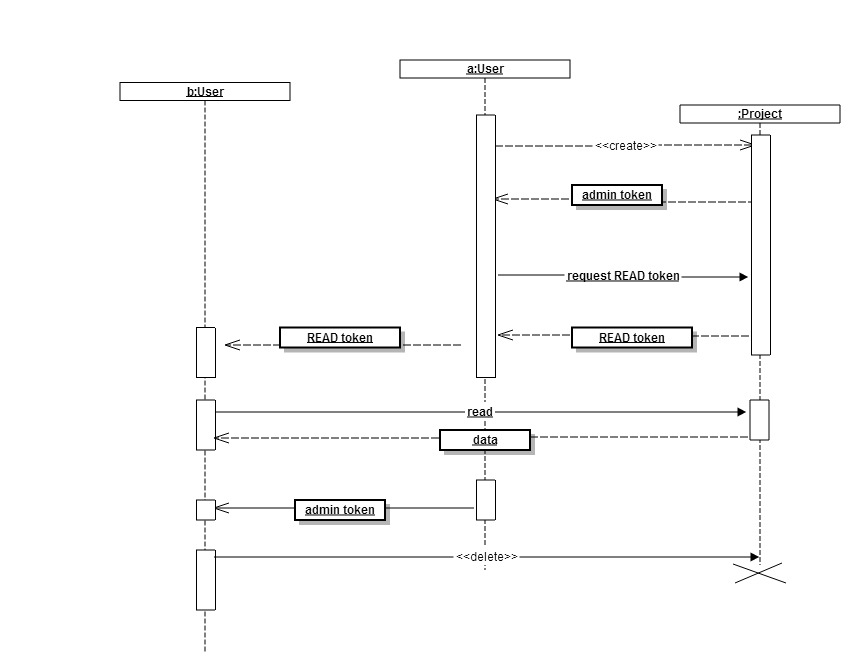 a:User
b:User
:Project
<<create>>
admin token
request READ token
READ token
READ token
read
data
admin token
<<delete>>